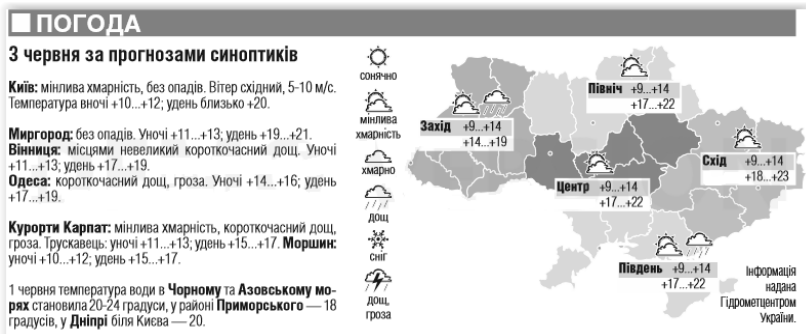 ПОГОДА
3 червня за прогнозами синоптиків
Київ: мінлива хмарність, без опадів. Вітер східний, 5-10 м/с.
Температура вночі +10...+12; удень близько +20.
Миргород: без опадів. Уночі +11...+13; удень +19...+21.
Вінниця: місцями невеликий короткочасний дощ. Уночі
+11...+13; удень +17...+19.
Одеса: короткочасний дощ, гроза. Уночі +14...+16; удень
+17...+19.
Курорти Карпат: мінлива хмарність, короткочасний дощ,
гроза. Трускавець: уночі +11...+13; удень +15...+17. Моршин:
уночі +10...+12; удень +15...+17.
1 червня температура води в Чорному та Азовському мо-
рях становила 20-24 градуси, у районі Приморського — 18
градусів, у Дніпрі біля Києва — 20.
сонячно
мінлива
хмарність
хмарно
дощ
сніг
дощ,
гроза
Північ +9...+14
+17...+22
Захід +9...+14
+14...+19
Схід +9...+14
+18...+23
Центр +9...+14
+17...+22
Південь +9...+14
+17...+22
Інформація
надана
Гідрометцентром
України.